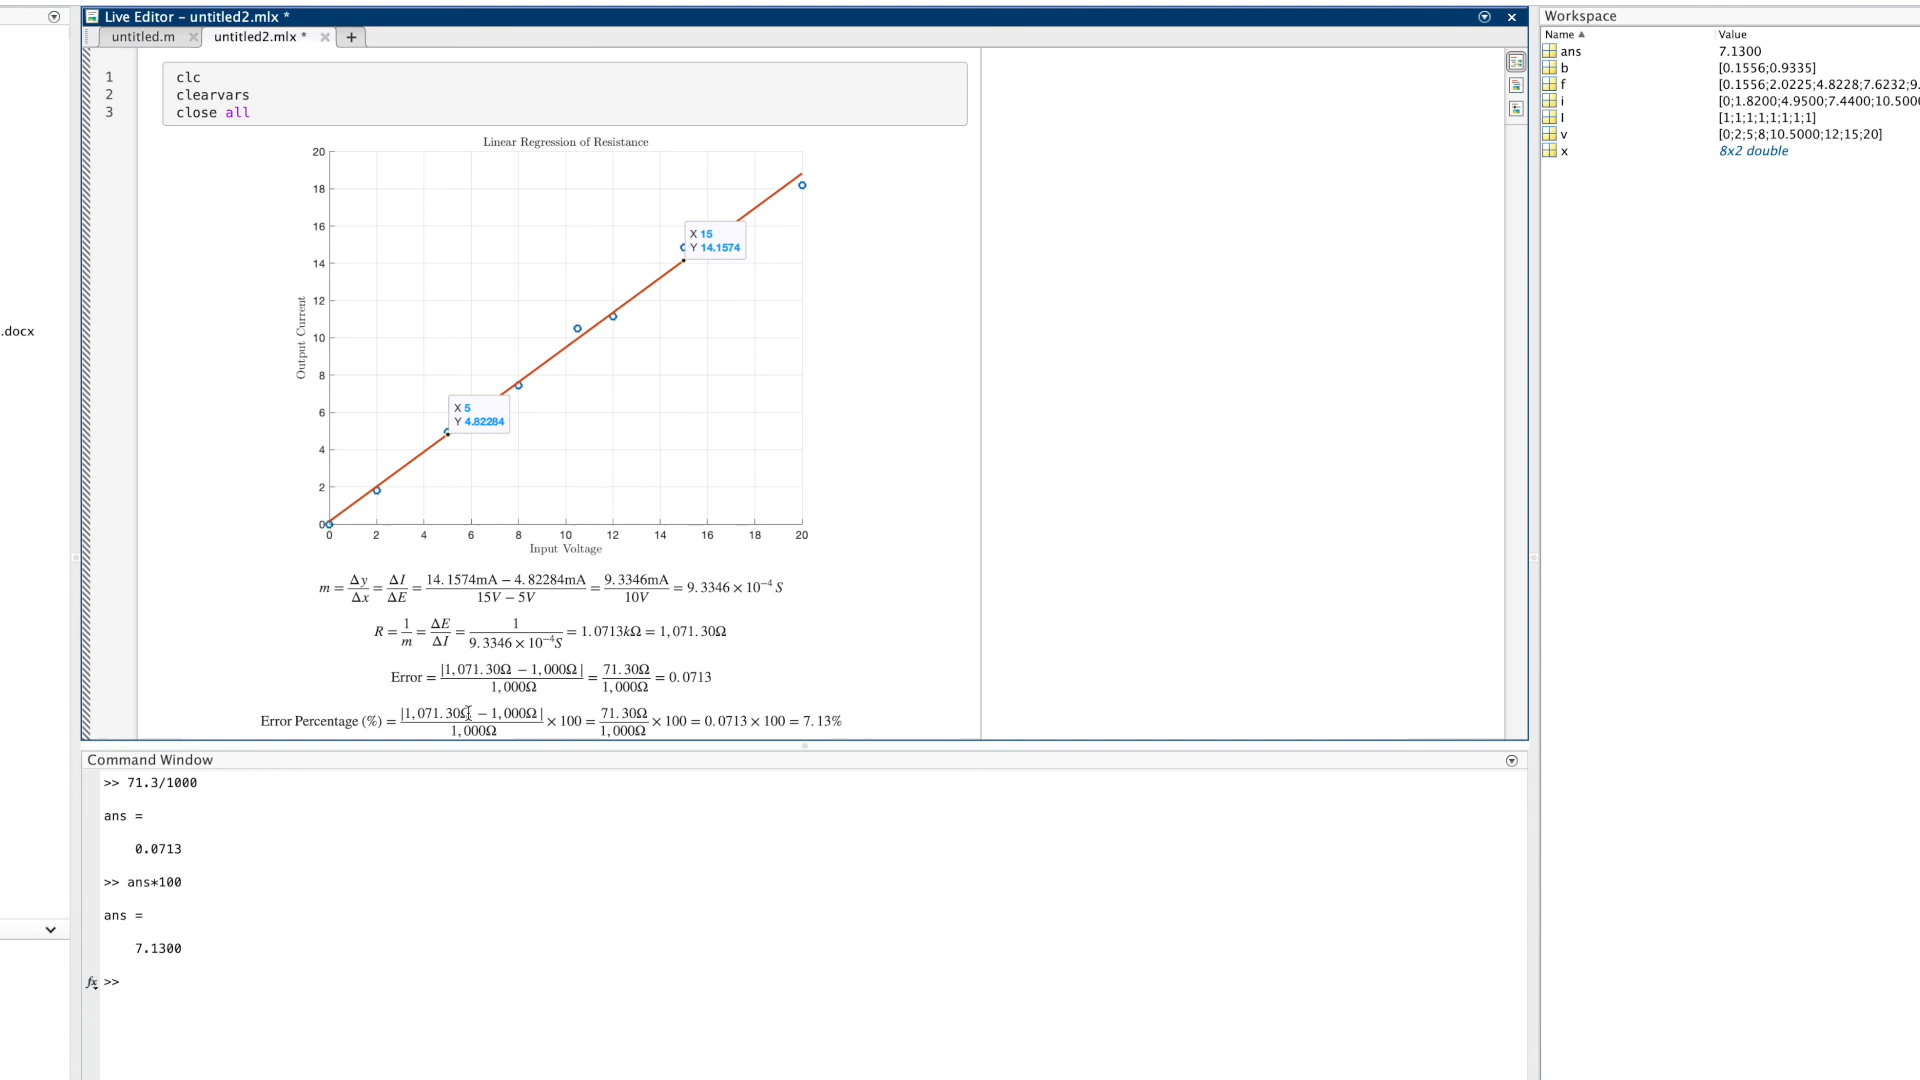 Live Editor – untitled2.mlx *
untitled.m
untitled2.mlx *
Workspace
Name
Value
ans 7.1300
b [0.1556;0.9335]
f [0.1556;2.0225;4.8228;7.6232;9.
i [0;1.8200;4.9500;7.4400;10.5000
l [1;1;1;1;1;1;1;1]
v [0;2;5;8;10.5000;12;15;20]
x 8x2 double
.docx
1 clc
2 clearvars
3 close all
Linear Regression of Resistance
20
18
16
14
12
10
8
6
4
2
0
Output Current
X 15
Y 14.1574
X 5
Y 4.82284
0 2 4 6 8 10 12 14 16 18 20
Input Voltage
m = Δy/Δx = ΔI/ΔE = (14.1574mA − 4.82284mA)/(15V − 5V) = 9.3346mA/10V = 9.3346 × 10⁻⁴ S
R = 1/m = ΔE/ΔI = 1/(9.3346 × 10⁻⁴S) = 1.0713kΩ = 1,071.30Ω
Error = |1,071.30Ω − 1,000Ω|/1,000Ω = 71.30Ω/1,000Ω = 0.0713
Error Percentage (%) = |1,071.30Ω − 1,000Ω|/1,000Ω × 100 = 71.30Ω/1,000Ω × 100 = 0.0713 × 100 = 7.13%
Command Window
>> 71.3/1000
ans =
0.0713
>> ans*100
ans =
7.1300
fx >>